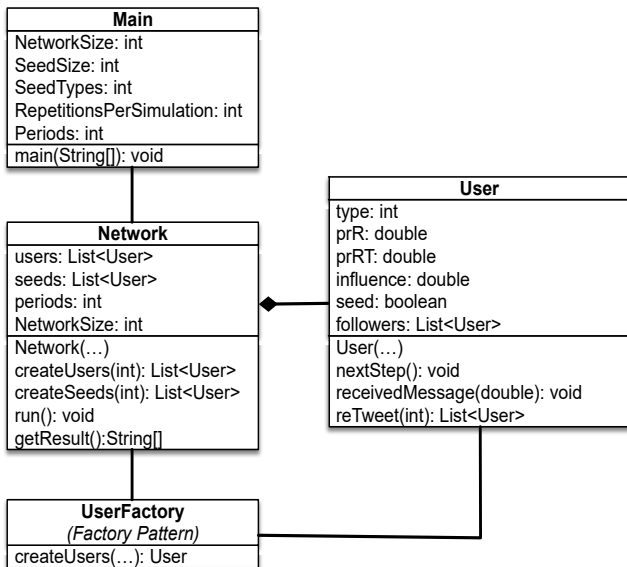 Main
NetworkSize: int
SeedSize: int
SeedTypes: int
RepetitionsPerSimulation: int
Periods: int
main(String[]): void
Network
users: List<User>
seeds: List<User>
periods: int
NetworkSize: int
Network(…)
createUsers(int): List<User>
createSeeds(int): List<User>
run(): void
getResult():String[]
User
type: int
prR: double
prRT: double
influence: double
seed: boolean
followers: List<User>
User(…)
nextStep(): void
receivedMessage(double): void
reTweet(int): List<User>
UserFactory
(Factory Pattern)
createUsers(…): User